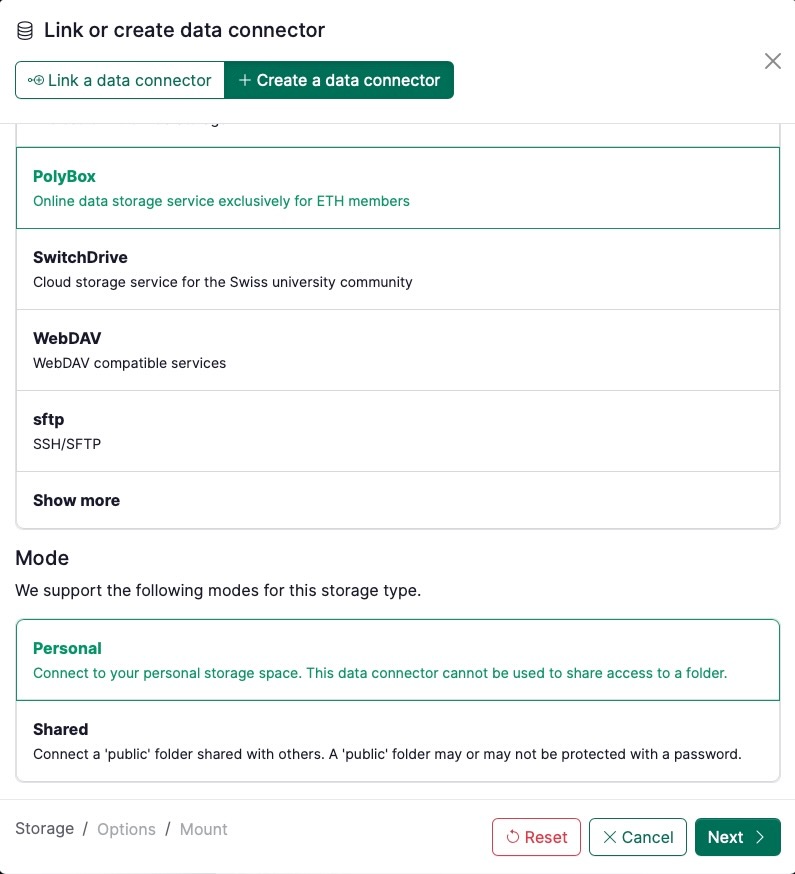 Link or create data connector
Link a data connector
+ Create a data connector
PolyBox
Online data storage service exclusively for ETH members
SwitchDrive
Cloud storage service for the Swiss university community
WebDAV
WebDAV compatible services
sftp
SSH/SFTP
Show more
Mode
We support the following modes for this storage type.
Personal
Connect to your personal storage space. This data connector cannot be used to share access to a folder.
Shared
Connect a 'public' folder shared with others. A 'public' folder may or may not be protected with a password.
Storage / Options / Mount
Reset
Cancel
Next